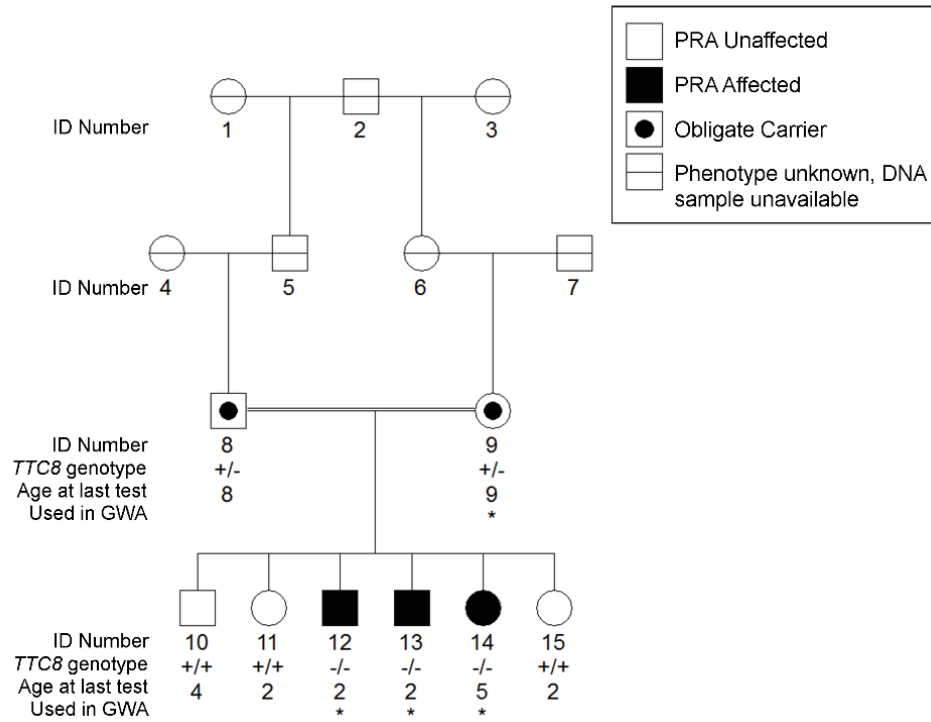 PRA Unaffected
PRA Affected
Obligate Carrier
Phenotype unknown, DNA
sample unavailable
ID Number 1 2 3
ID Number 4 5 6 7
ID Number 8 9
TTC8 genotype +/- +/-
Age at last test 8 9
Used in GWA *
ID Number 10 11 12 13 14 15
TTC8 genotype +/+ +/+ -/- -/- -/- +/+
Age at last test 4 2 2 2 5 2
Used in GWA * * *